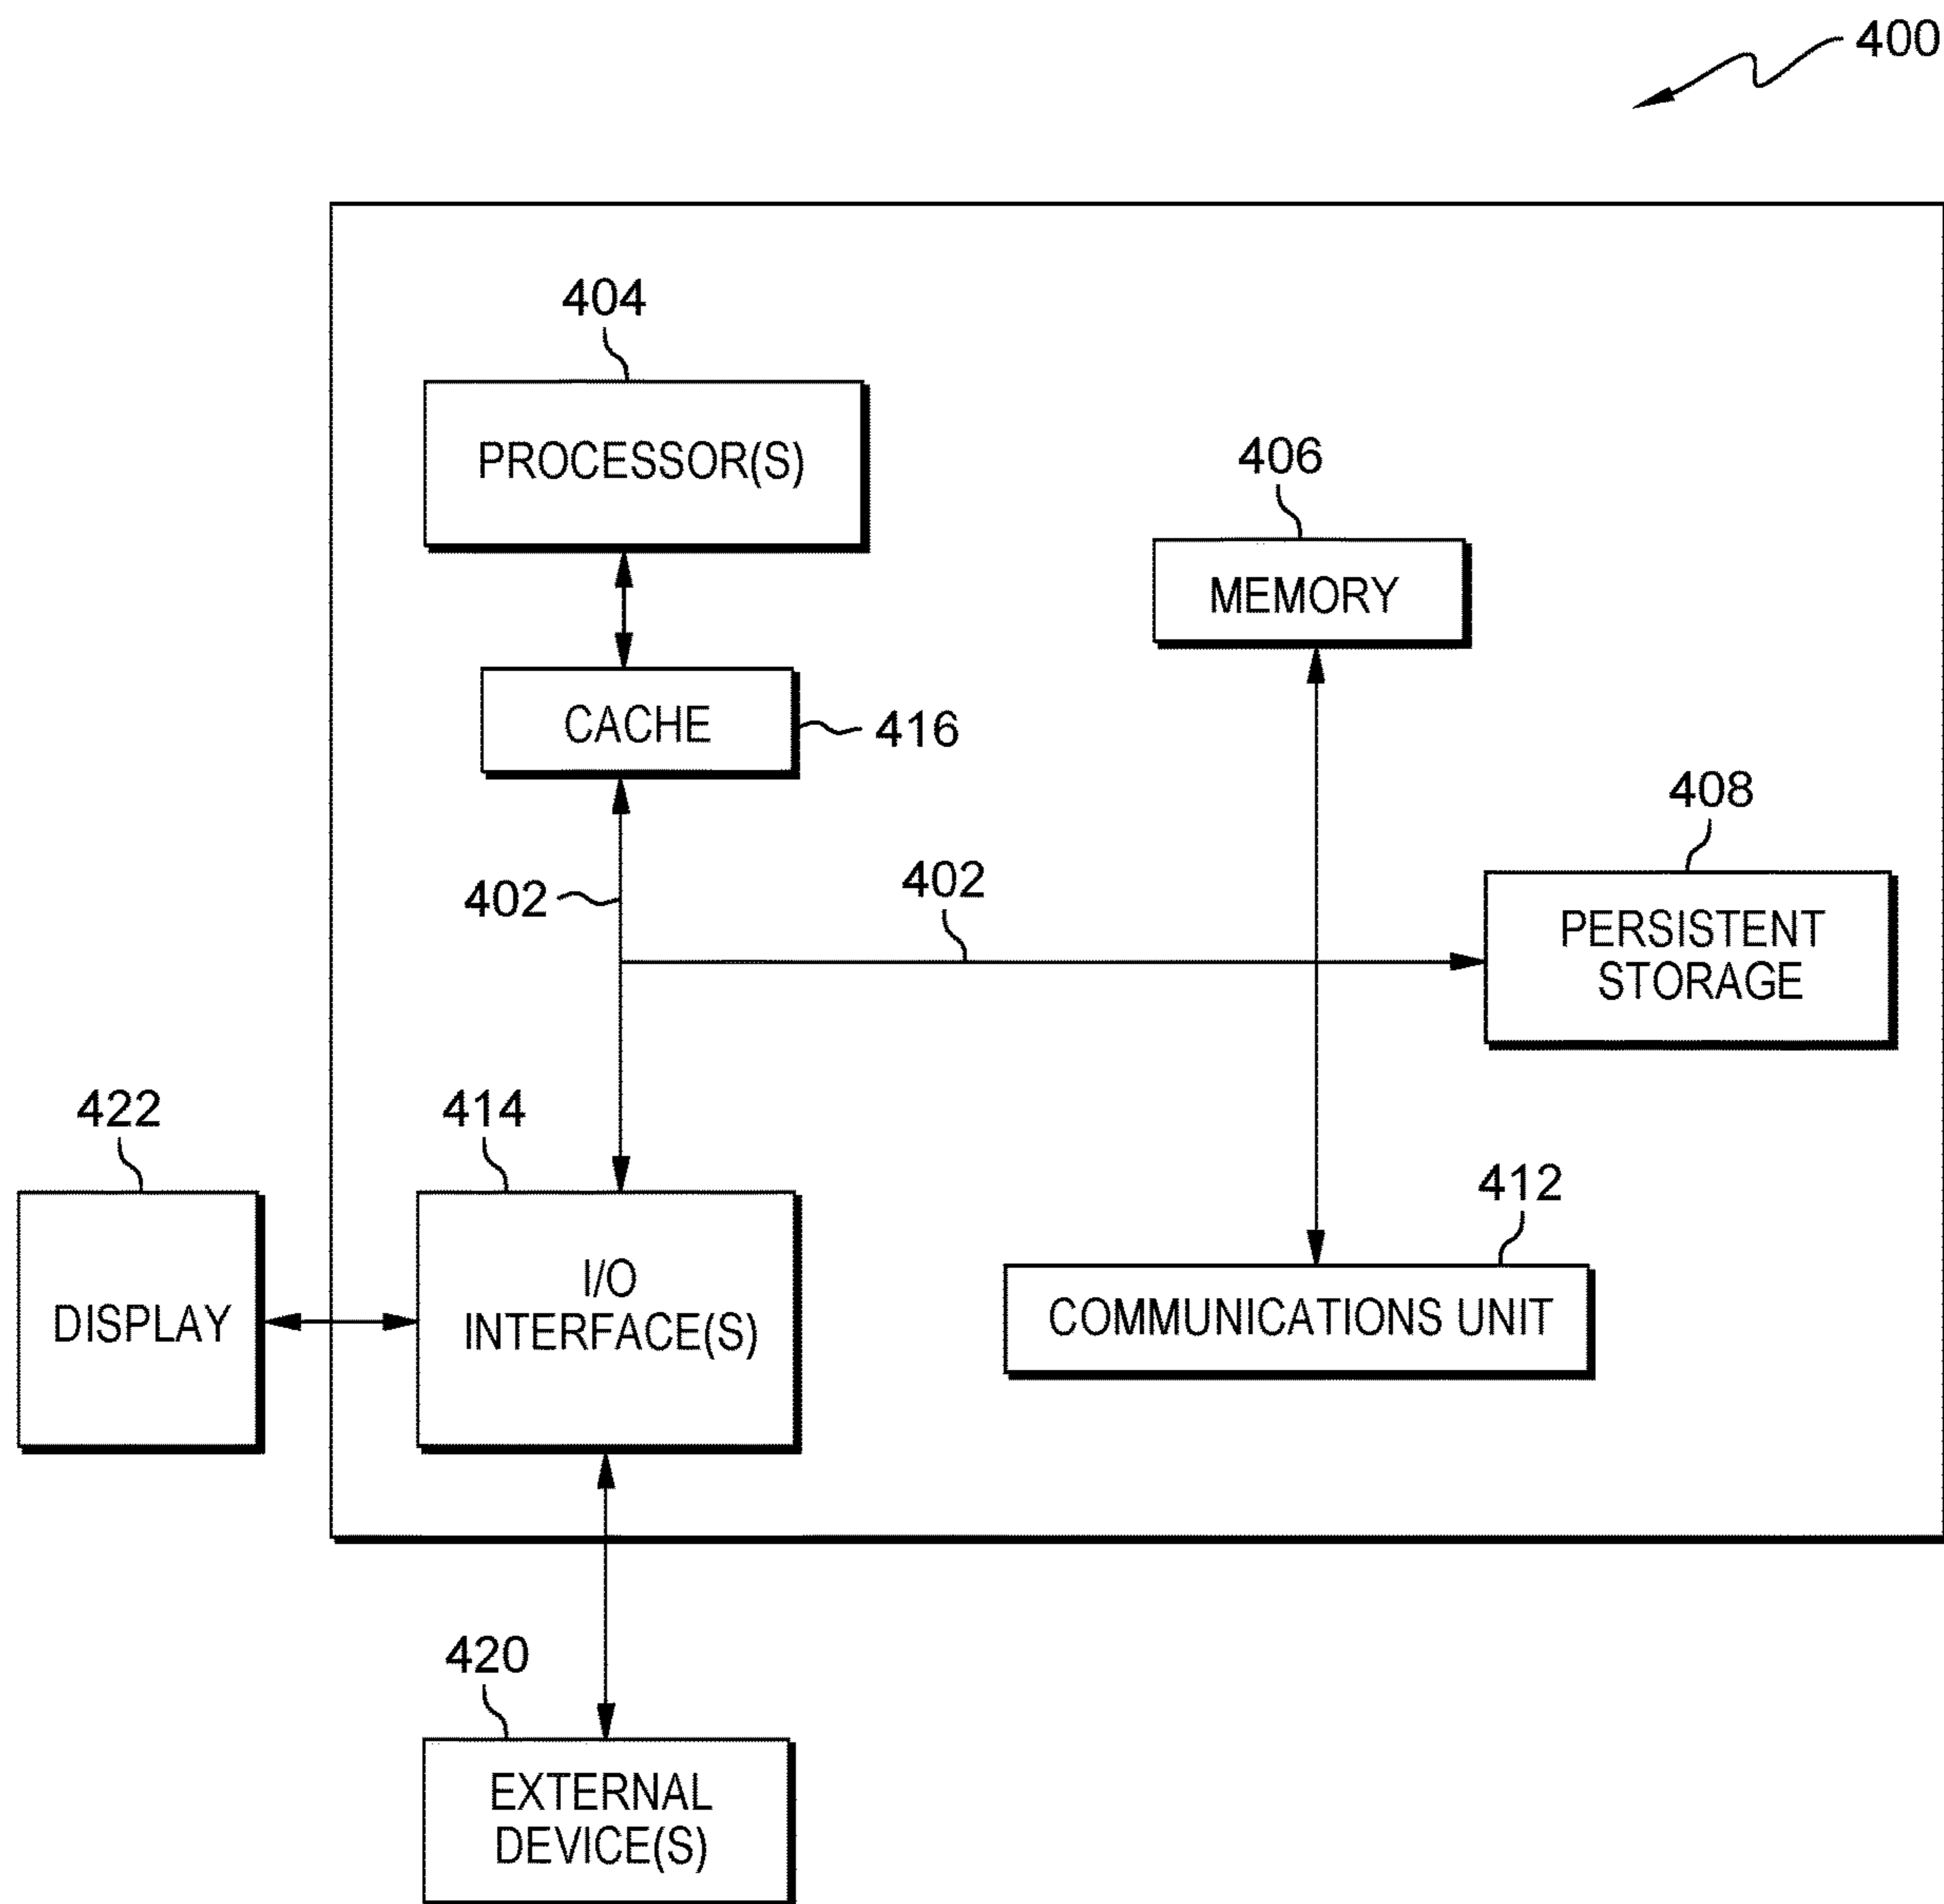 400
404
PROCESSOR(S)
406
MEMORY
CACHE
416
408
402
402
PERSISTENT
STORAGE
422
414
412
DISPLAY
I/O
INTERFACE(S)
COMMUNICATIONS UNIT
420
EXTERNAL
DEVICE(S)